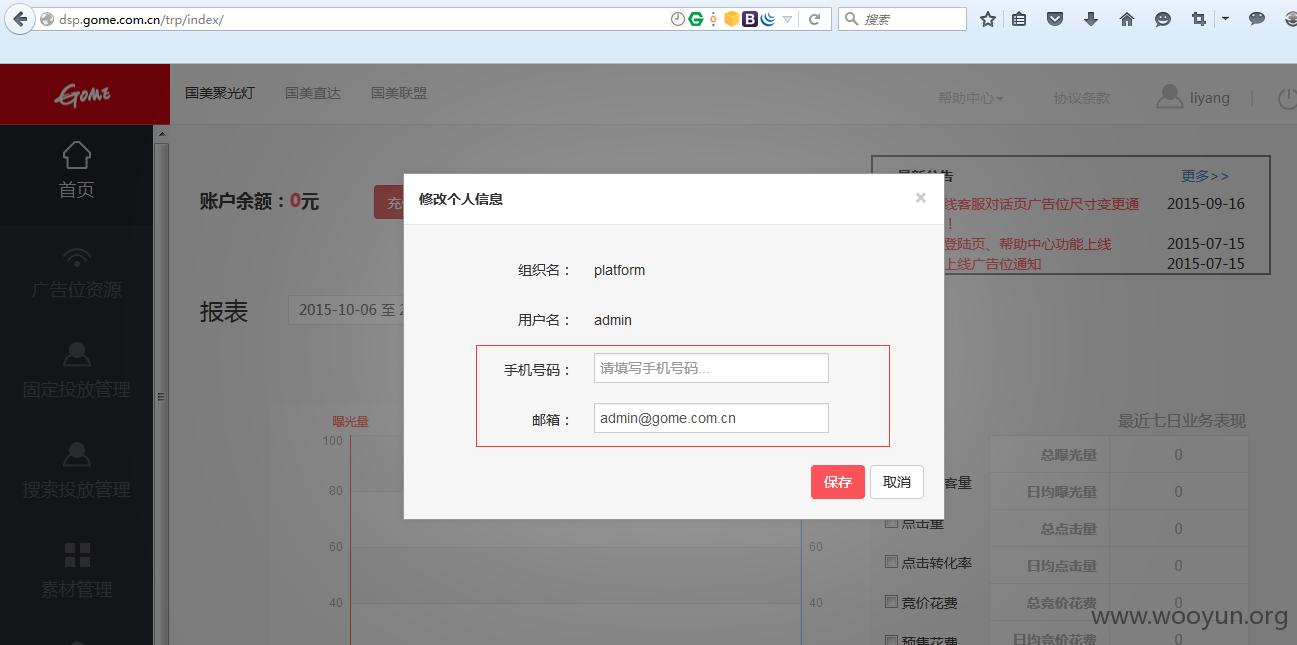 dsp.gome.com.cn/trp/index/
搜索
GOME
国美聚光灯
国美直达
国美联盟
帮助中心
协议条款
liyang
首页
广告位资源
固定投放管理
搜索投放管理
素材管理
账户余额：0元
充
更多>>
线客服对话页广告位尺寸变更通
！
2015-09-16
登陆页、帮助中心功能上线
2015-07-15
上线广告位通知
2015-07-15
报表
2015-10-06 至 2
修改个人信息
×
组织名：
platform
用户名：
admin
手机号码：
请填写手机号码...
邮箱：
admin@gome.com.cn
保存
取消
曝光量
100
80
60
40
60
40
客量
点击量
点击转化率
竞价花费
预售花费
最近七日业务表现
总曝光量
0
日均曝光量
0
总点击量
0
日均点击量
0
总竞价花费
0
日均竞价花费
0
www.wooyun.org